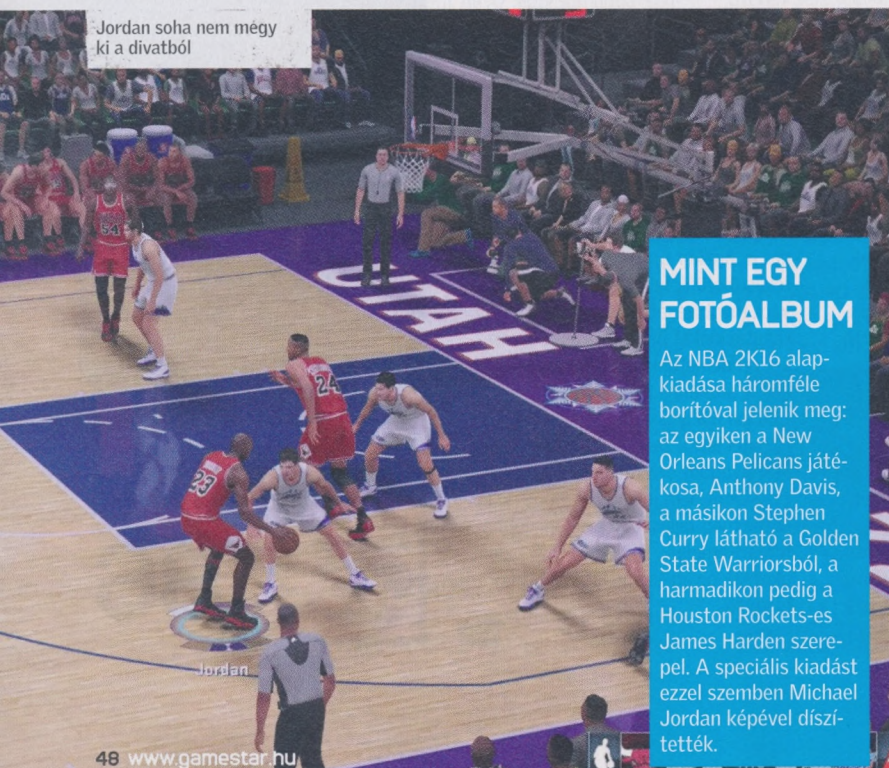 Jordan soha nem megy
ki a divatból
54
UTAH
24
23
Jordan
MINT EGY
FOTÓALBUM
Az NBA 2K16 alap-
kiadása háromféle
borítóval jelenik meg:
az egyiken a New
Orleans Pelicans játé-
kosa, Anthony Davis,
a másikon Stephen
Curry látható a Golden
State Warriorsból, a
harmadikon pedig a
Houston Rockets-es
James Harden szere-
pel. A speciális kiadást
ezzel szemben Michael
Jordan képével díszí-
tették.
48 www.gamestar.hu